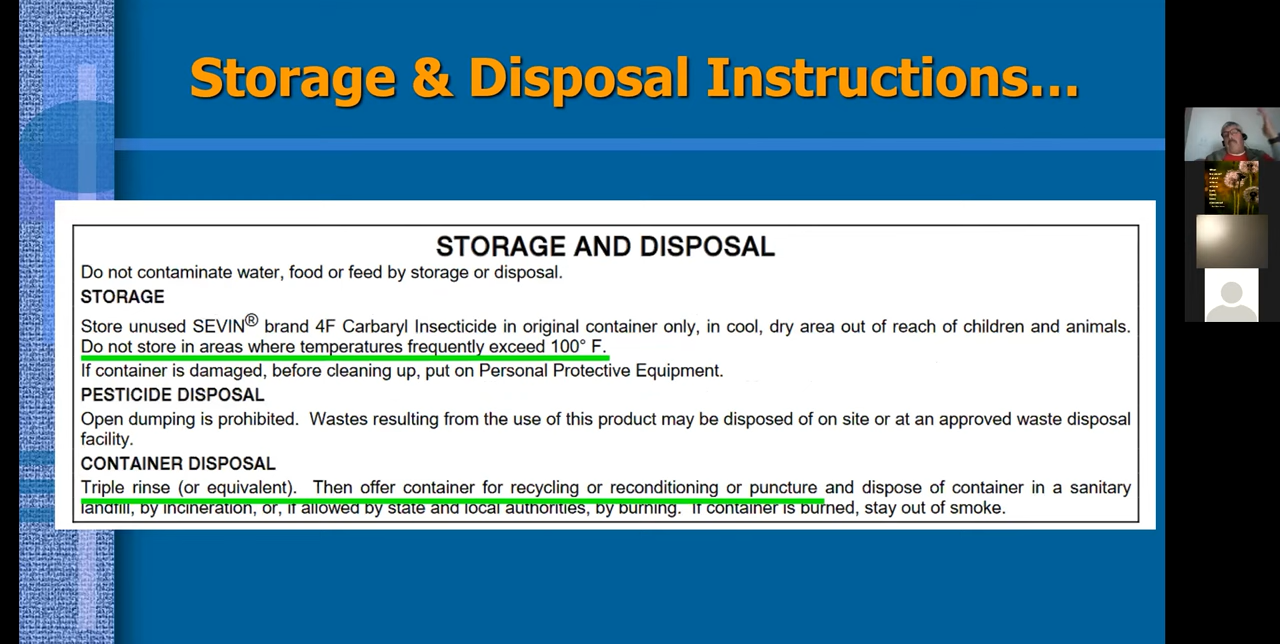 Storage & Disposal Instructions...
STORAGE AND DISPOSAL
Do not contaminate water, food or feed by storage or disposal.
STORAGE
Store unused SEVIN® brand 4F Carbaryl Insecticide in original container only, in cool, dry area out of reach of children and animals.
Do not store in areas where temperatures frequently exceed 100° F.
If container is damaged, before cleaning up, put on Personal Protective Equipment.
PESTICIDE DISPOSAL
Open dumping is prohibited. Wastes resulting from the use of this product may be disposed of on site or at an approved waste disposal
facility.
CONTAINER DISPOSAL
Triple rinse (or equivalent). Then offer container for recycling or reconditioning or puncture and dispose of container in a sanitary
landfill, by incineration, or, if allowed by state and local authorities, by burning. If container is burned, stay out of smoke.